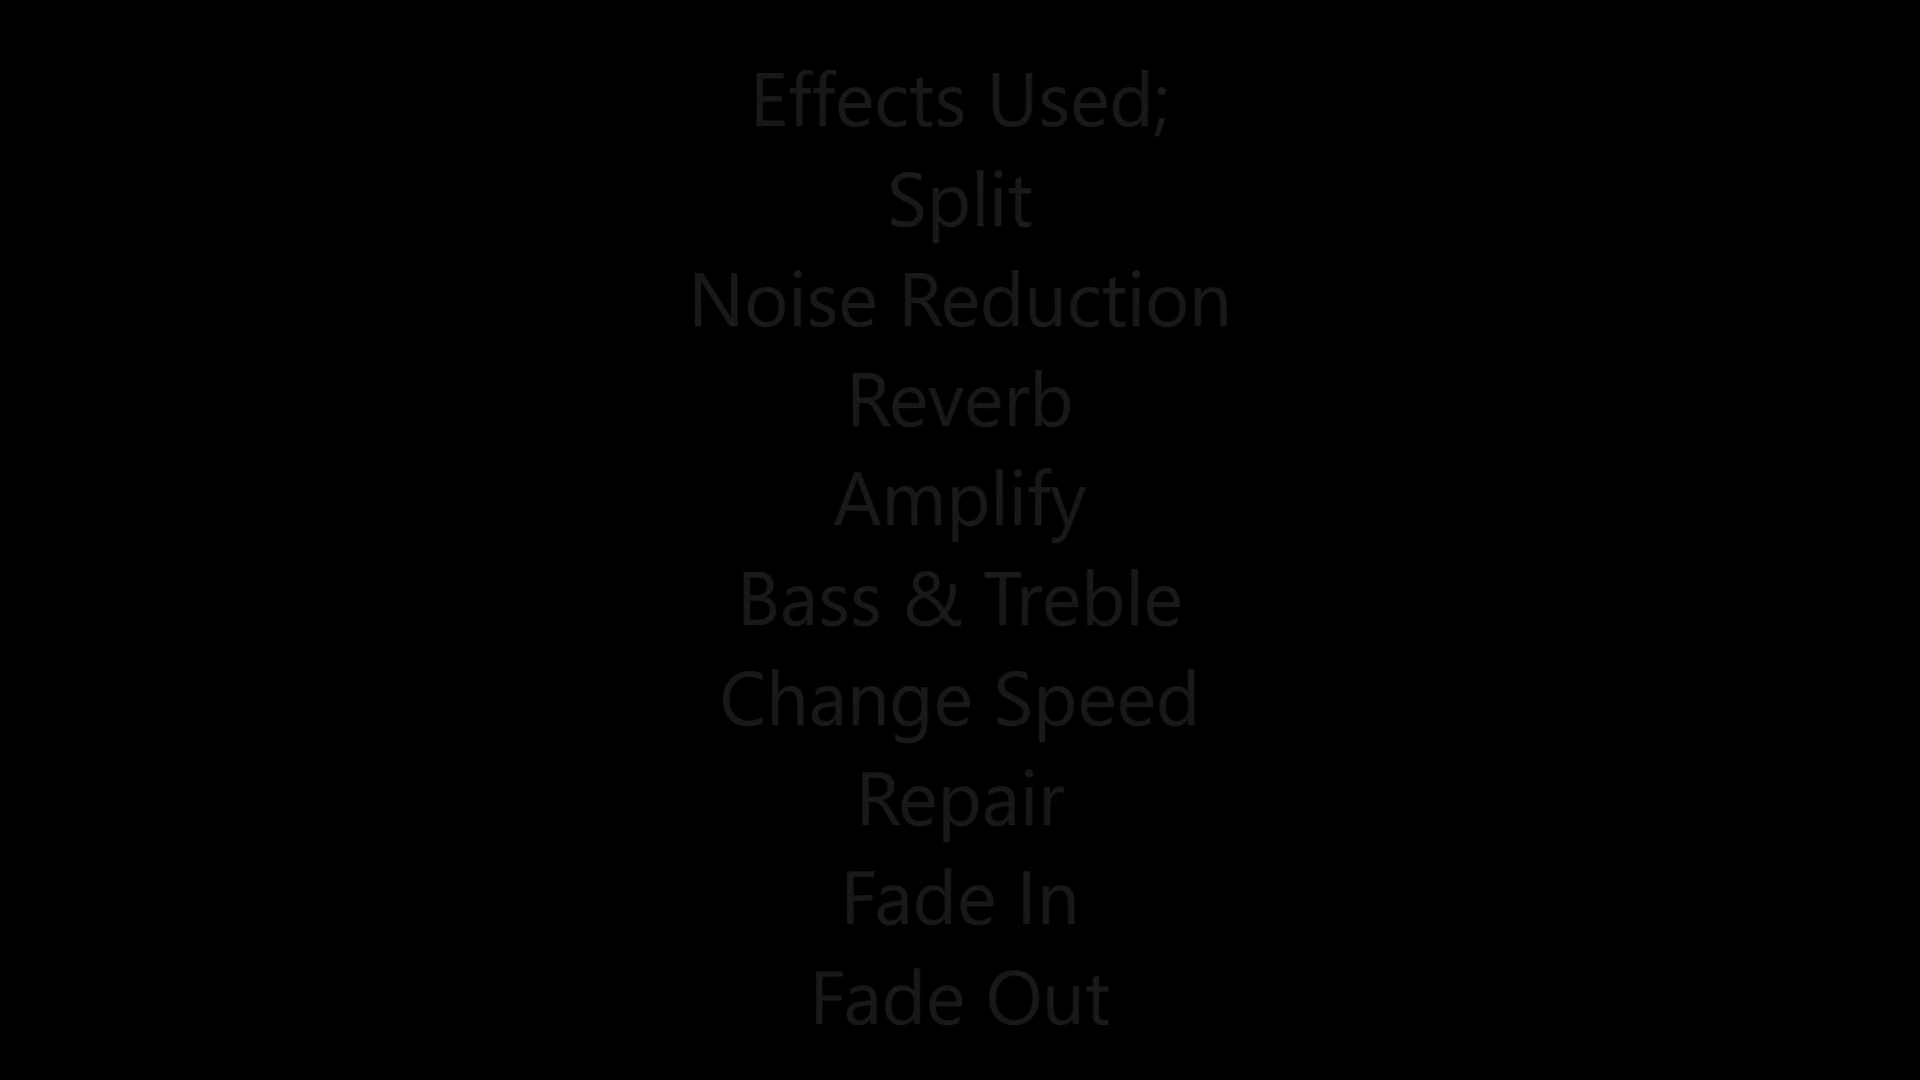 Effects Used;
Split
Noise Reduction
Reverb
Amplify
Bass & Treble
Change Speed
Repair
Fade In
Fade Out